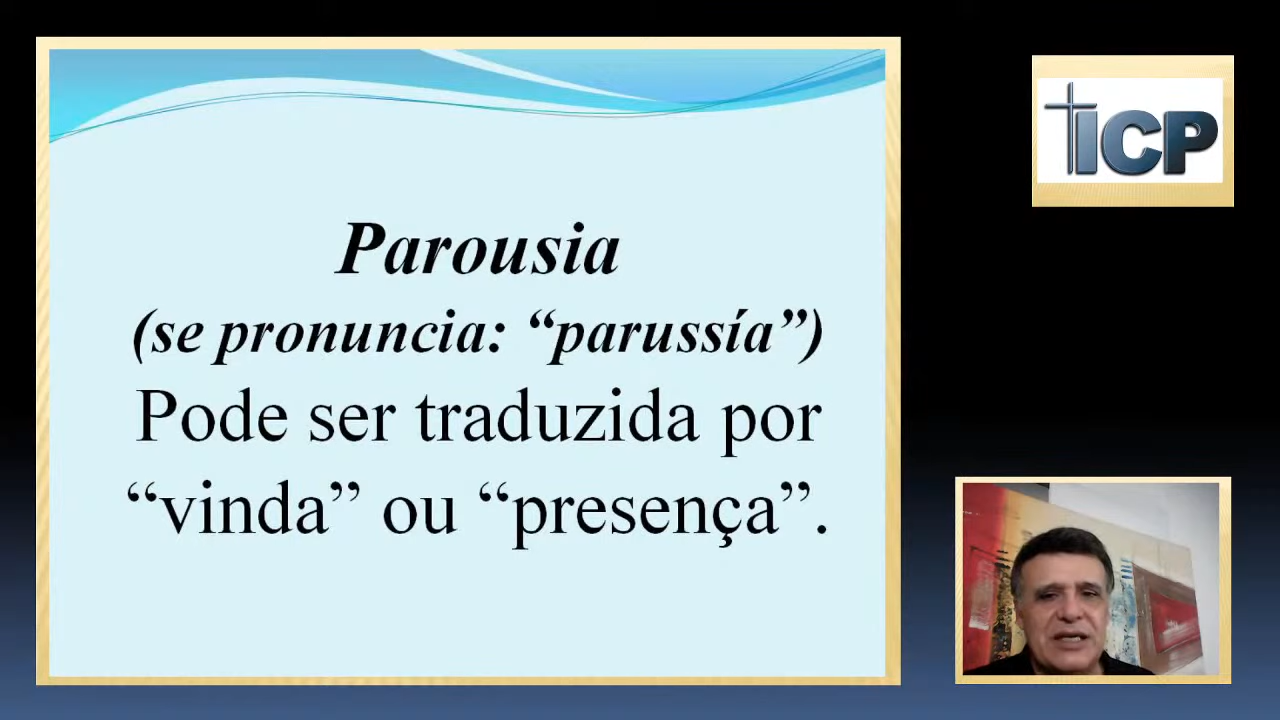 Parousia
(se pronuncia: “parussía”)
Pode ser traduzida por
“vinda” ou “presença”.
ICP